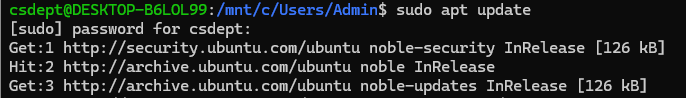 csdept@DESKTOP-B6LOL99:/mnt/c/Users/Admin$ sudo apt update
[sudo] password for csdept:
Get:1 http://security.ubuntu.com/ubuntu noble-security InRelease [126 kB]
Hit:2 http://archive.ubuntu.com/ubuntu noble InRelease
Get:3 http://archive.ubuntu.com/ubuntu noble-updates InRelease [126 kB]